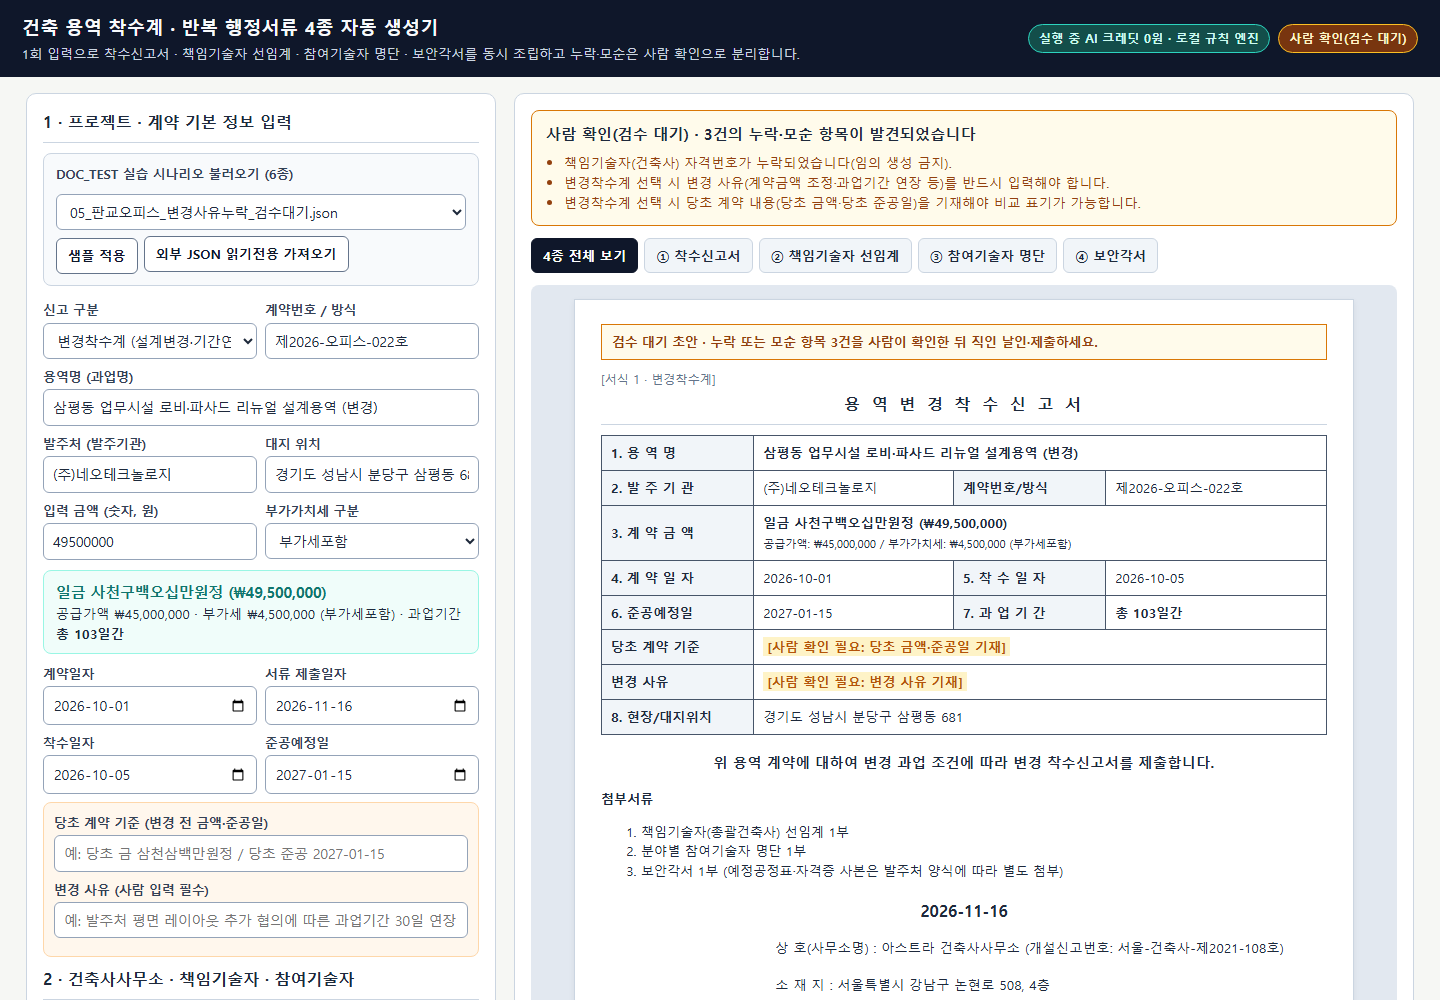 건축 용역 착수계 · 반복 행정서류 4종 자동 생성기
1회 입력으로 착수신고서 · 책임기술자 선임계 · 참여기술자 명단 · 보안각서를 동시 조립하고 누락·모순은 사람 확인으로 분리합니다.
실행 중 AI 크레딧 0원 · 로컬 규칙 엔진
사람 확인(검수 대기)
1 · 프로젝트 · 계약 기본 정보 입력
DOC_TEST 실습 시나리오 불러오기 (6종)
05_판교오피스_변경사유누락_검수대기.json
샘플 적용
외부 JSON 읽기전용 가져오기
신고 구분
계약번호 / 방식
변경착수계 (설계변경·기간연
제2026-오피스-022호
용역명 (과업명)
삼평동 업무시설 로비·파사드 리뉴얼 설계용역 (변경)
발주처 (발주기관)
대지 위치
(주)네오테크놀로지
경기도 성남시 분당구 삼평동 68
입력 금액 (숫자, 원)
부가가치세 구분
49500000
부가세포함
일금 사천구백오십만원정 (₩49,500,000)
공급가액 ₩45,000,000 · 부가세 ₩4,500,000 (부가세포함) · 과업기간
총 103일간
계약일자
서류 제출일자
2026-10-01
2026-11-16
착수일자
준공예정일
2026-10-05
2027-01-15
당초 계약 기준 (변경 전 금액·준공일)
예: 당초 금 삼천삼백만원정 / 당초 준공 2027-01-15
변경 사유 (사람 입력 필수)
예: 발주처 평면 레이아웃 추가 협의에 따른 과업기간 30일 연장
2 · 건축사사무소 · 책임기술자 · 참여기술자
사람 확인(검수 대기) · 3건의 누락·모순 항목이 발견되었습니다
책임기술자(건축사) 자격번호가 누락되었습니다(임의 생성 금지).
변경착수계 선택 시 변경 사유(계약금액 조정·과업기간 연장 등)를 반드시 입력해야 합니다.
변경착수계 선택 시 당초 계약 내용(당초 금액·당초 준공일)을 기재해야 비교 표기가 가능합니다.
4종 전체 보기
① 착수신고서
② 책임기술자 선임계
③ 참여기술자 명단
④ 보안각서
검수 대기 초안 · 누락 또는 모순 항목 3건을 사람이 확인한 뒤 직인 날인·제출하세요.
[서식 1 · 변경착수계]
용 역 변 경 착 수 신 고 서
1. 용 역 명
삼평동 업무시설 로비·파사드 리뉴얼 설계용역 (변경)
2. 발 주 기 관
(주)네오테크놀로지
계약번호/방식
제2026-오피스-022호
3. 계 약 금 액
일금 사천구백오십만원정 (₩49,500,000)
공급가액: ₩45,000,000 / 부가가치세: ₩4,500,000 (부가세포함)
4. 계 약 일 자
2026-10-01
5. 착 수 일 자
2026-10-05
6. 준공예정일
2027-01-15
7. 과 업 기 간
총 103일간
당초 계약 기준
[사람 확인 필요: 당초 금액·준공일 기재]
변경 사유
[사람 확인 필요: 변경 사유 기재]
8. 현장/대지위치
경기도 성남시 분당구 삼평동 681
위 용역 계약에 대하여 변경 과업 조건에 따라 변경 착수신고서를 제출합니다.
첨부서류
1. 책임기술자(총괄건축사) 선임계 1부
2. 분야별 참여기술자 명단 1부
3. 보안각서 1부 (예정공정표·자격증 사본은 발주처 양식에 따라 별도 첨부)
2026-11-16
상 호(사무소명) : 아스트라 건축사사무소 (개설신고번호: 서울-건축사-제2021-108호)
소 재 지 : 서울특별시 강남구 논현로 508, 4층